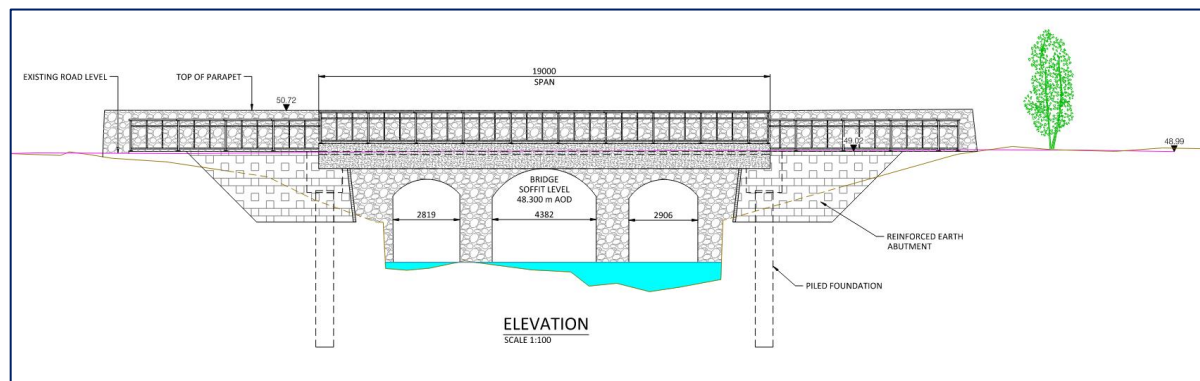 19000
SPAN
EXISTING ROAD LEVEL
TOP OF PARAPET
50.72
49.02
48.99
BRIDGE
SOFFIT LEVEL
48.300 m AOD
2819
4382
2906
REINFORCED EARTH
ABUTMENT
PILED FOUNDATION
ELEVATION
SCALE 1:100